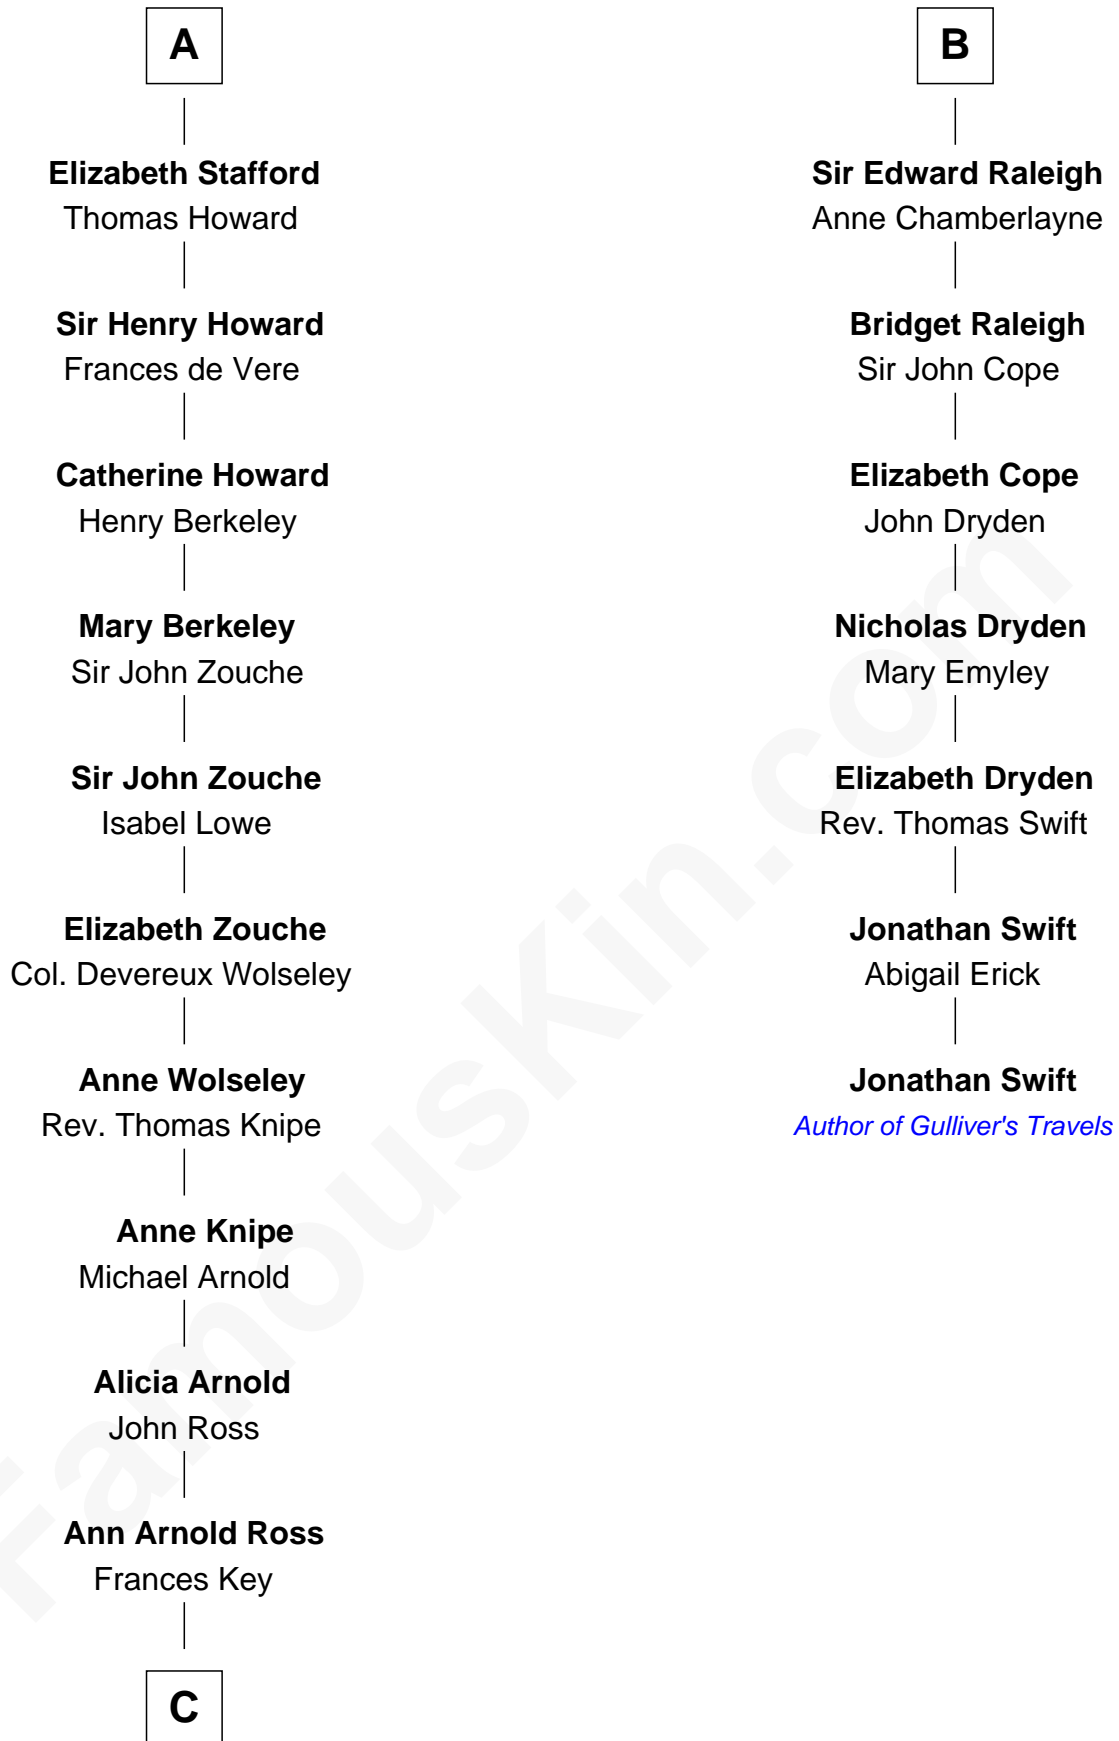 A
Elizabeth Stafford
Thomas Howard
Sir Henry Howard
Frances de Vere
Catherine Howard
Henry Berkeley
Mary Berkeley
Sir John Zouche
Sir John Zouche
Isabel Lowe
Elizabeth Zouche
Col. Devereux Wolseley
Anne Wolseley
Rev. Thomas Knipe
Anne Knipe
Michael Arnold
Alicia Arnold
John Ross
Ann Arnold Ross
Frances Key
C
B
Sir Edward Raleigh
Anne Chamberlayne
Bridget Raleigh
Sir John Cope
Elizabeth Cope
John Dryden
Nicholas Dryden
Mary Emyley
Elizabeth Dryden
Rev. Thomas Swift
Jonathan Swift
Abigail Erick
Jonathan Swift
Author of Gulliver's Travels
FamousKin.com